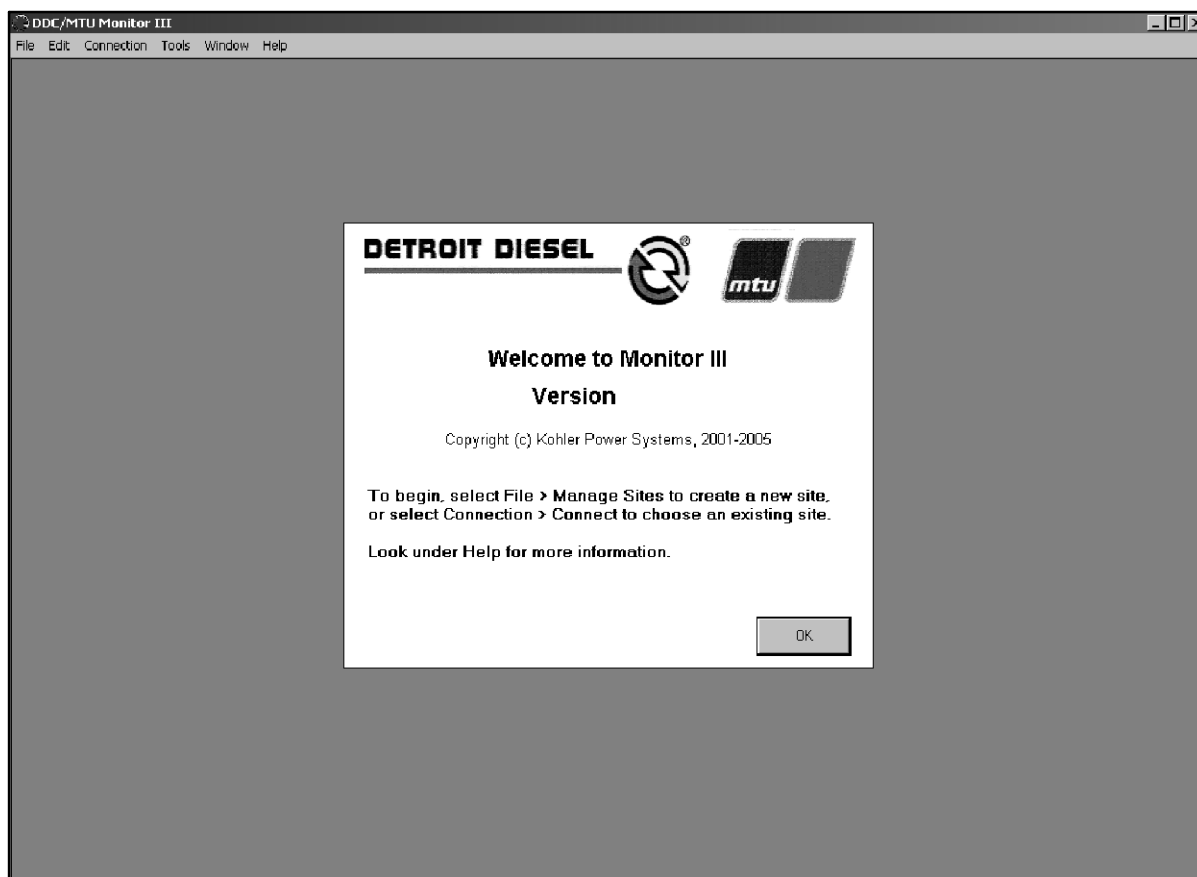 DDC/MTU Monitor III
File Edit Connection Tools Window Help
DETROIT DIESEL
®
mtu
Welcome to Monitor III
Version
Copyright (c) Kohler Power Systems, 2001-2005
To begin, select File > Manage Sites to create a new site,
or select Connection > Connect to choose an existing site.
Look under Help for more information.
OK